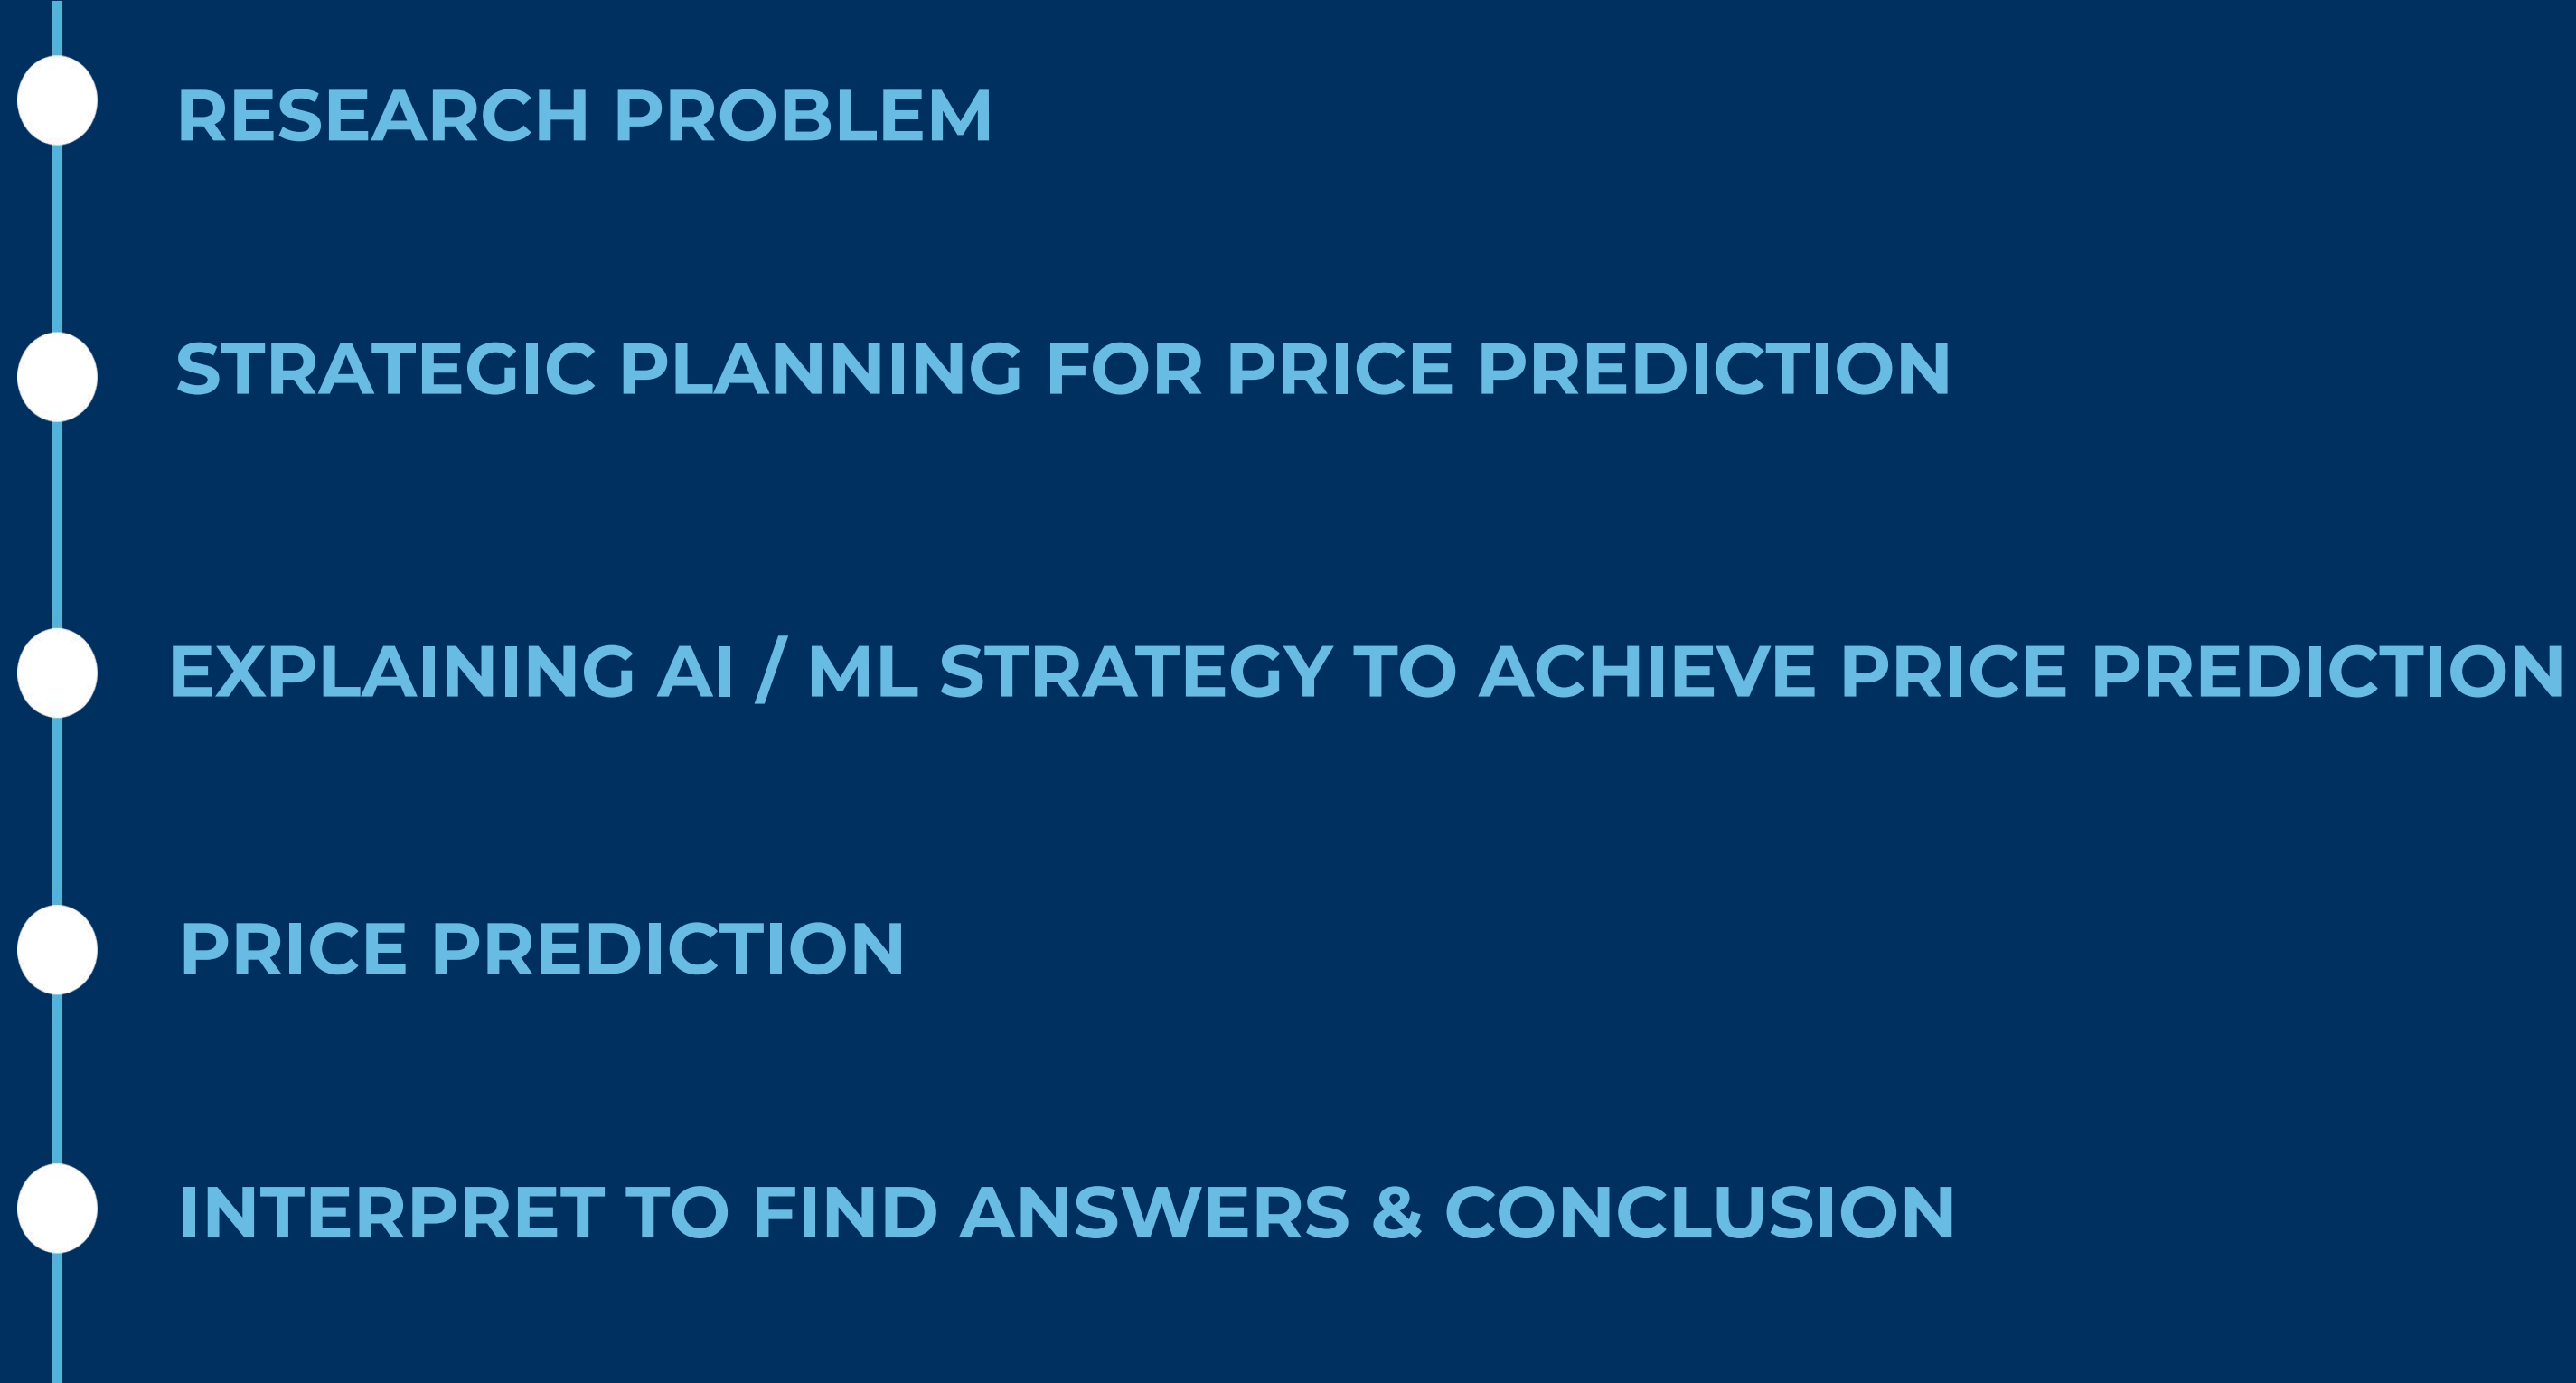 RESEARCH PROBLEM
STRATEGIC PLANNING FOR PRICE PREDICTION
EXPLAINING AI / ML STRATEGY TO ACHIEVE PRICE PREDICTION
PRICE PREDICTION
INTERPRET TO FIND ANSWERS & CONCLUSION